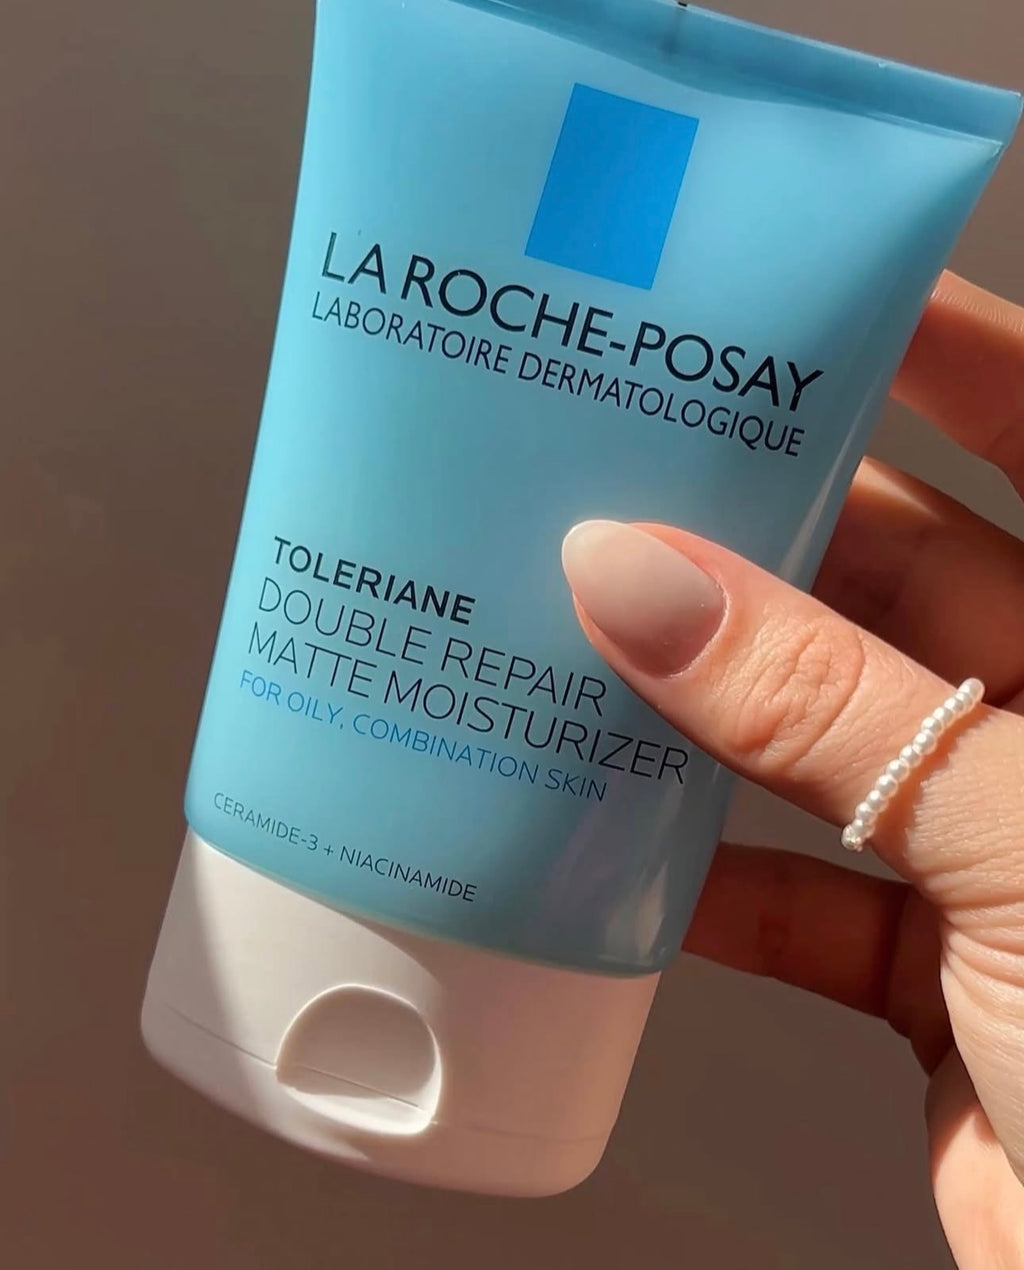 LA ROCHE-POSAY
LABORATOIRE DERMATOLOGIQUE
TOLERIANE
DOUBLE REPAIR
MATTE MOISTURIZER
FOR OILY, COMBINATION SKIN
CERAMIDE-3 + NIACINAMIDE